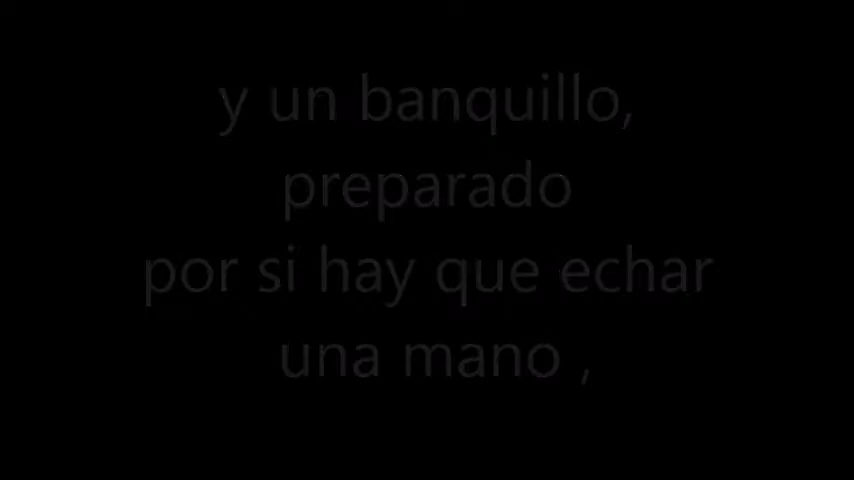 y un banquillo,
preparado
por si hay que echar
una mano ,